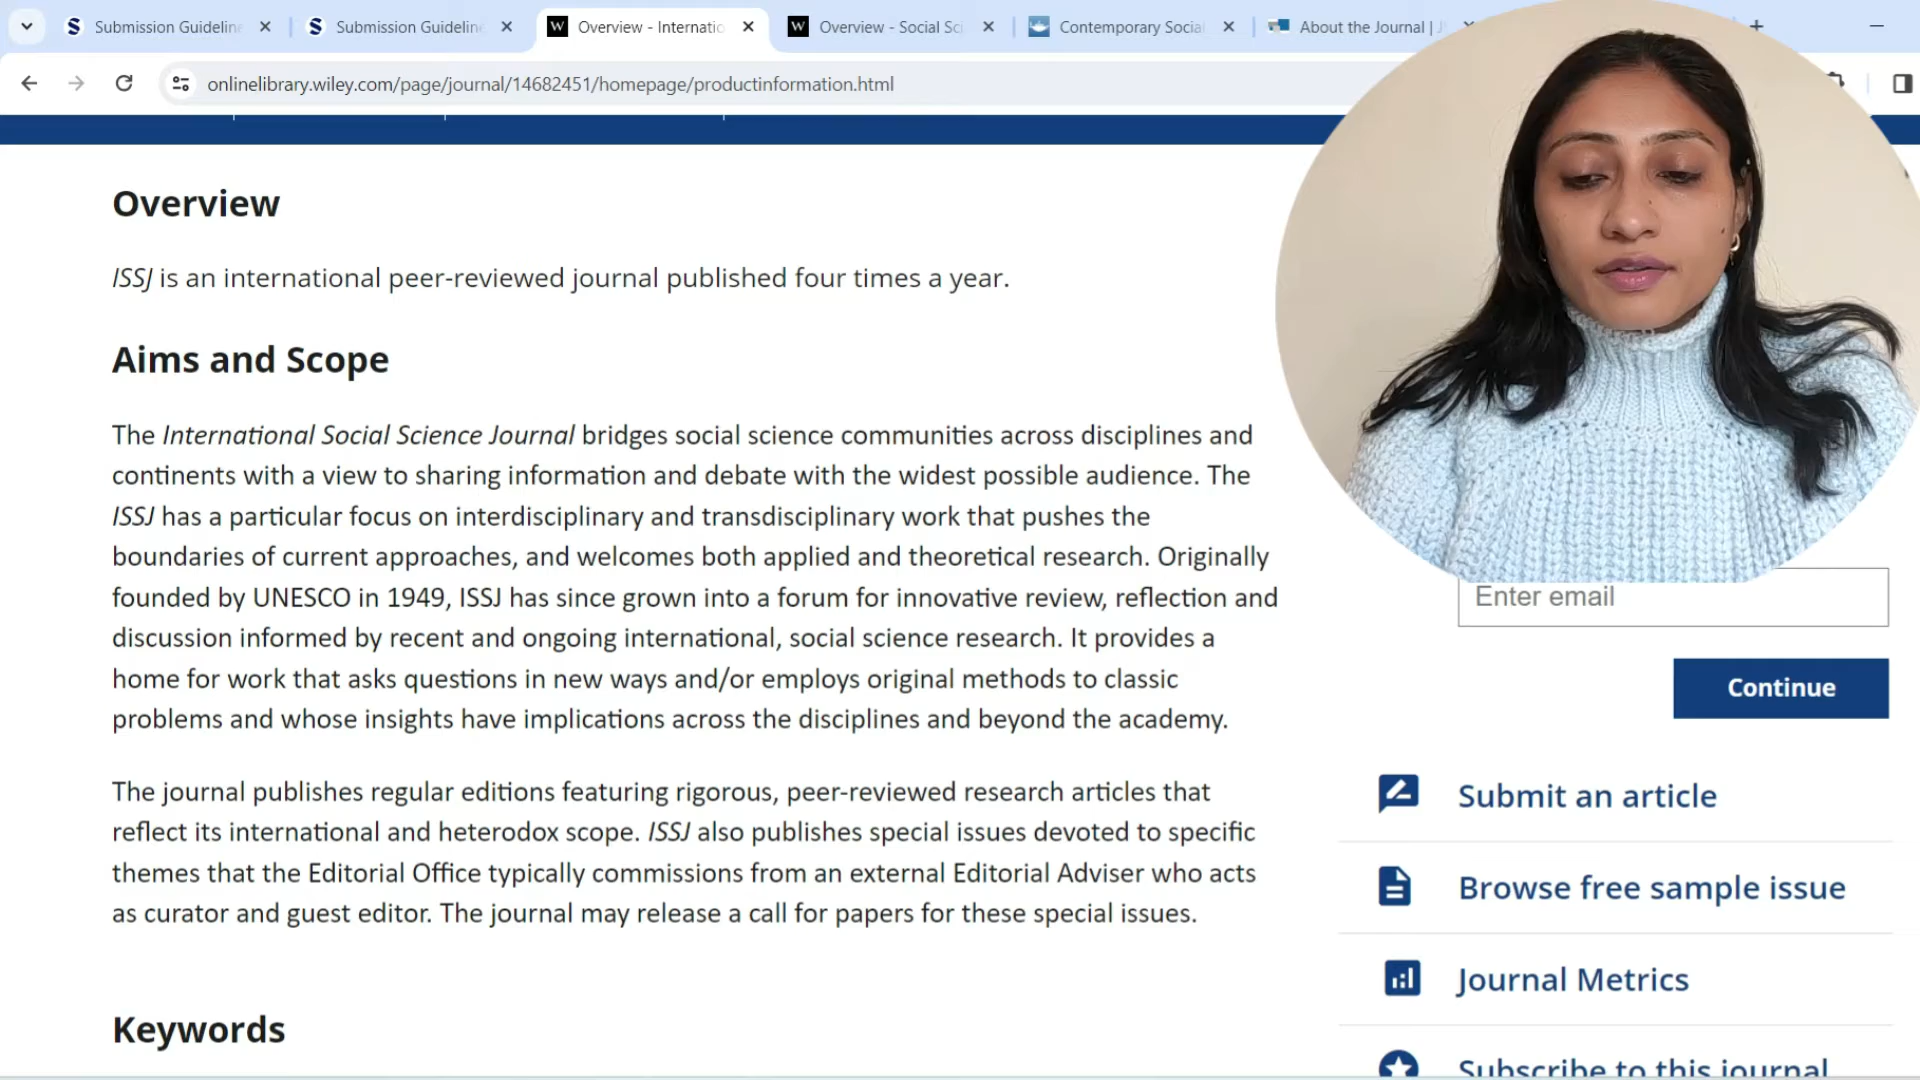 Submission Guidelin
Submission Guideline
Overview - Internatio
Overview - Social Sci
Contemporary Social
About the Journal | J
onlinelibrary.wiley.com/page/journal/14682451/homepage/productinformation.html
Overview
ISSJ is an international peer-reviewed journal published four times a year.
Aims and Scope
The International Social Science Journal bridges social science communities across disciplines and
continents with a view to sharing information and debate with the widest possible audience. The
ISSJ has a particular focus on interdisciplinary and transdisciplinary work that pushes the
boundaries of current approaches, and welcomes both applied and theoretical research. Originally
founded by UNESCO in 1949, ISSJ has since grown into a forum for innovative review, reflection and
discussion informed by recent and ongoing international, social science research. It provides a
home for work that asks questions in new ways and/or employs original methods to classic
problems and whose insights have implications across the disciplines and beyond the academy.
The journal publishes regular editions featuring rigorous, peer-reviewed research articles that
reflect its international and heterodox scope. ISSJ also publishes special issues devoted to specific
themes that the Editorial Office typically commissions from an external Editorial Adviser who acts
as curator and guest editor. The journal may release a call for papers for these special issues.
Keywords
Enter email
Continue
Submit an article
Browse free sample issue
Journal Metrics
Subscribe to this journal